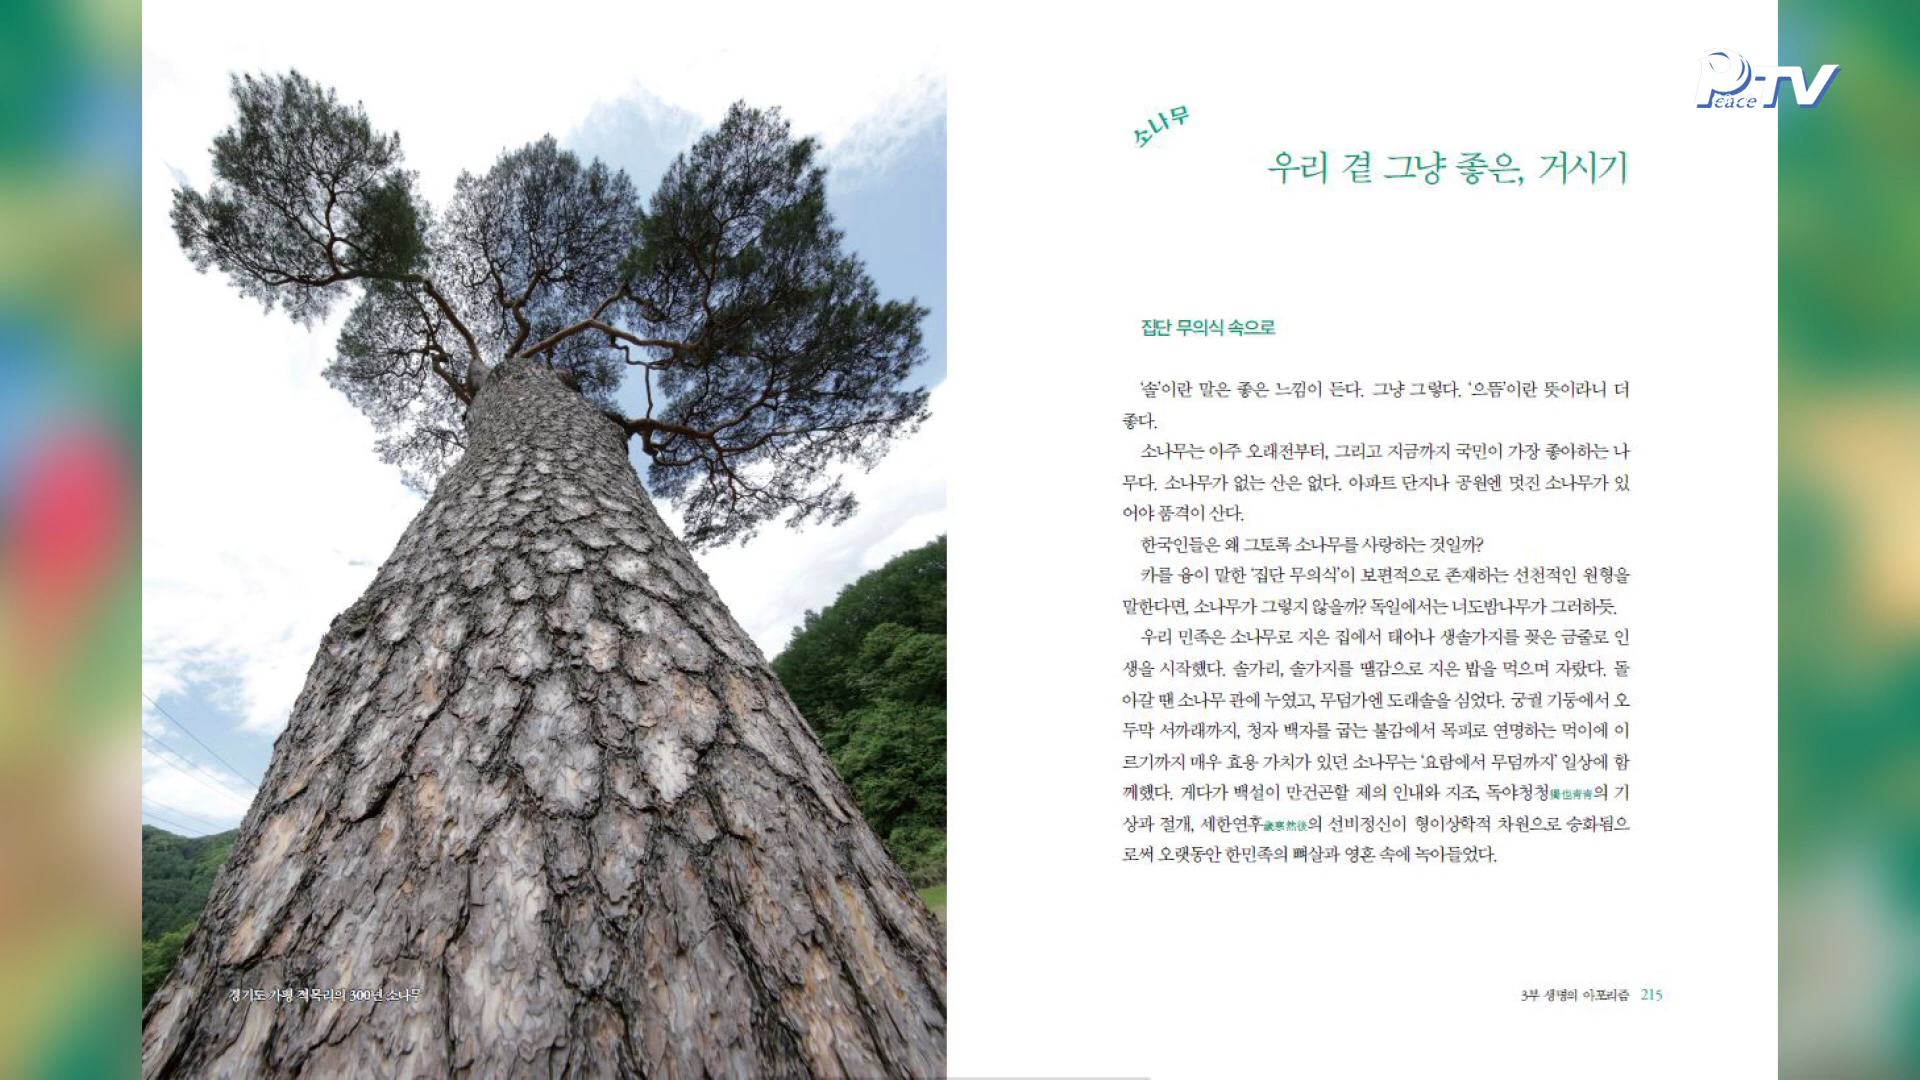 Peace TV
소나무
우리 곁 그냥 좋은, 거시기
집단 무의식 속으로
‘솔’이란 말은 좋은 느낌이 든다. 그냥 그렇다. ‘으뜸’이란 뜻이라니 더
좋다.
소나무는 아주 오래전부터, 그리고 지금까지 국민이 가장 좋아하는 나
무다. 소나무가 없는 산은 없다. 아파트 단지나 공원엔 멋진 소나무가 있
어야 품격이 산다.
한국인들은 왜 그토록 소나무를 사랑하는 것일까?
카를 융이 말한 ‘집단 무의식’이 보편적으로 존재하는 선천적인 원형을
말한다면, 소나무가 그렇지 않을까? 독일에서는 너도밤나무가 그러하듯.
우리 민족은 소나무로 지은 집에서 태어나 생솔가지를 꽂은 금줄로 인
생을 시작했다. 솔가리, 솔가지를 땔감으로 지은 밥을 먹으며 자랐다. 돌
아갈 땐 소나무 관에 누였고, 무덤가엔 도래솔을 심었다. 궁궐 기둥에서 오
두막 서까래까지, 청자 백자를 굽는 불감에서 목피로 연명하는 먹이에 이
르기까지 매우 효용 가치가 있던 소나무는 ‘요람에서 무덤까지’ 일상에 함
께했다. 게다가 백설이 만건곤할 제의 인내와 지조, 독야청청獨也靑靑의 기
상과 절개, 세한연후歲寒然後의 선비정신이 형이상학적 차원으로 승화됨으
로써 오랫동안 한민족의 뼈살과 영혼 속에 녹아들었다.
경기도 가평 적목리의 300년 소나무
3부 생명의 아포리즘 215